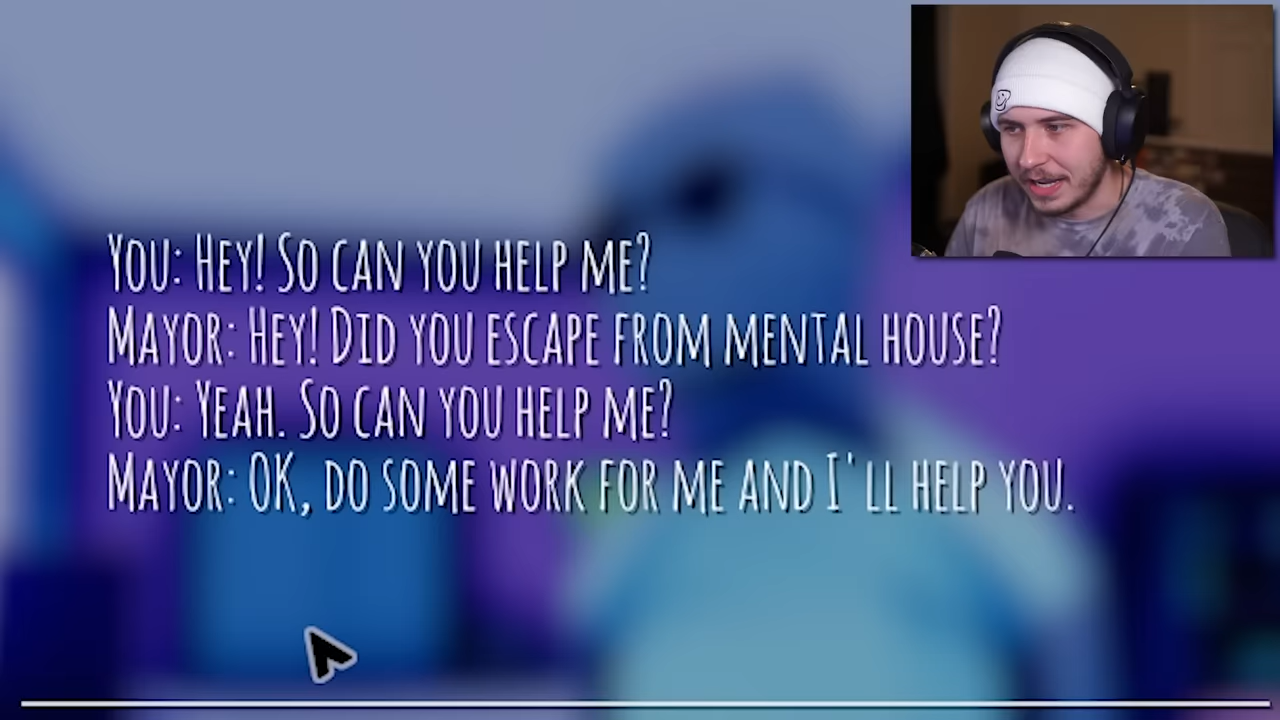 You: Hey! So can you help me?
Mayor: Hey! Did you escape from mental house?
You: Yeah. So can you help me?
Mayor: OK, do some work for me and I'll help you.